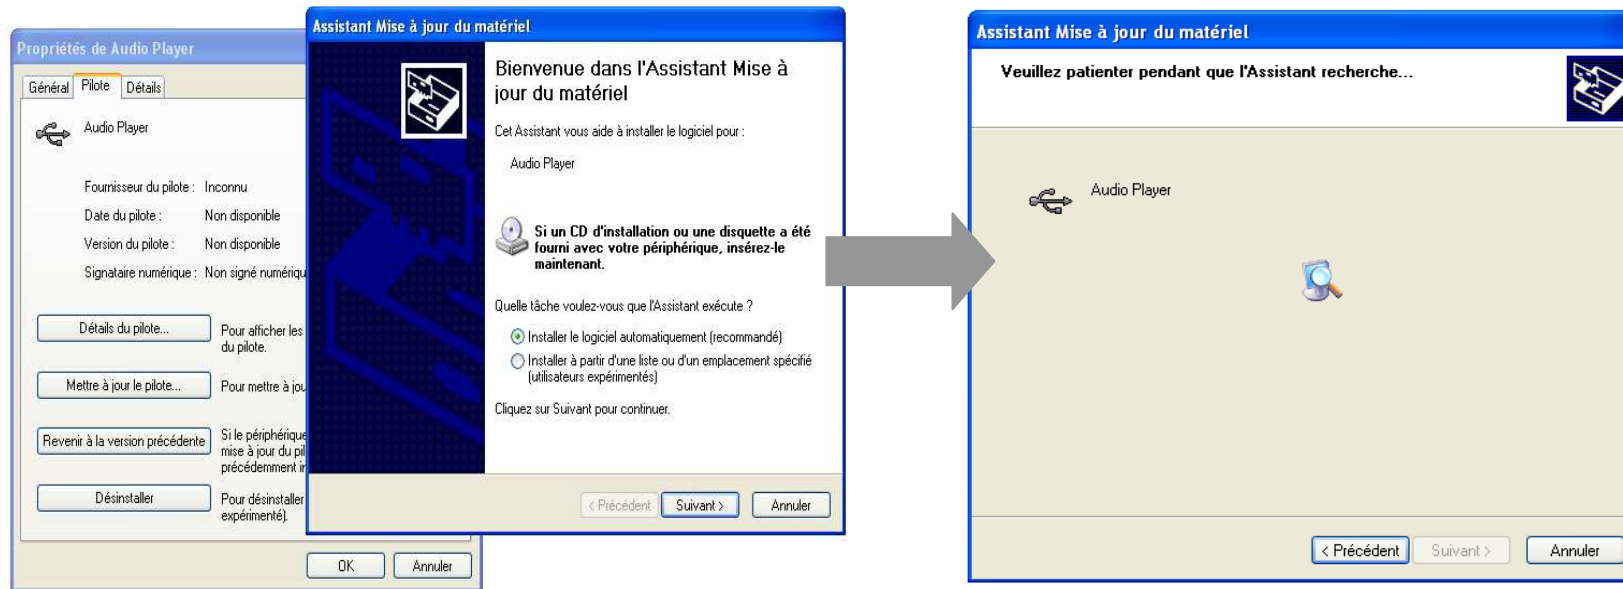 Propriétés de Audio Player
Général
Pilote
Détails
Audio Player
Fournisseur du pilote : Inconnu
Date du pilote : Non disponible
Version du pilote : Non disponible
Signataire numérique : Non signé numériqu
Détails du pilote...
Pour afficher les
du pilote.
Mettre à jour le pilote...
Pour mettre à jou
Revenir à la version précédente
Si le périphérique
mise à jour du pil
précédemment in
Désinstaller
Pour désinstaller
expérimenté).
OK
Annuler
Assistant Mise à jour du matériel
Bienvenue dans l'Assistant Mise à
jour du matériel
Cet Assistant vous aide à installer le logiciel pour :
Audio Player
Si un CD d'installation ou une disquette a été
fourni avec votre périphérique, insérez-le
maintenant.
Quelle tâche voulez-vous que l'Assistant exécute ?
Installer le logiciel automatiquement (recommandé)
Installer à partir d'une liste ou d'un emplacement spécifié
(utilisateurs expérimentés)
Cliquez sur Suivant pour continuer.
< Précédent
Suivant >
Annuler
Assistant Mise à jour du matériel
Veuillez patienter pendant que l'Assistant recherche...
Audio Player
< Précédent
Suivant >
Annuler